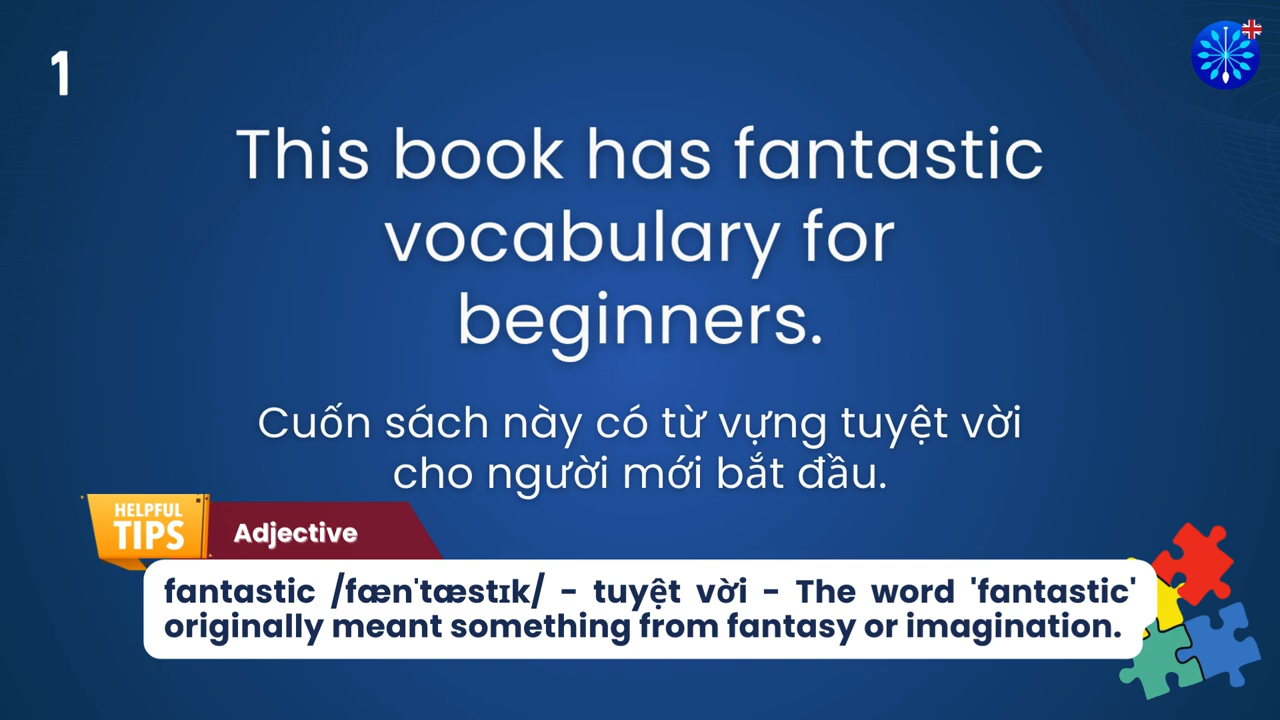 1
This book has fantastic
vocabulary for
beginners.
Cuốn sách này có từ vựng tuyệt vời
cho người mới bắt đầu.
HELPFUL
TIPS
Adjective
fantastic /fænˈtæstɪk/ - tuyệt vời - The word 'fantastic'
originally meant something from fantasy or imagination.